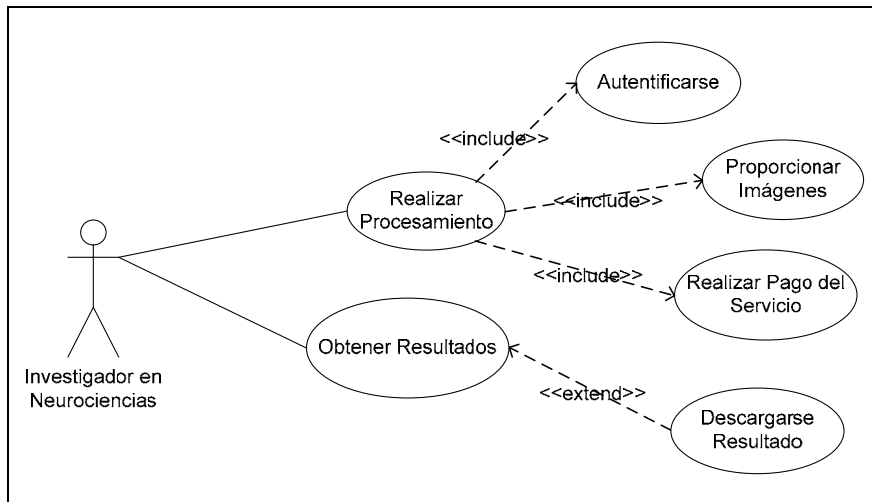 Autentificarse
<<include>>
Proporcionar
Imágenes
Realizar
Procesamiento
<<include>>
<<include>>
Realizar Pago del
Servicio
Obtener Resultados
Investigador en
Neurociencias
<<extend>>
Descargarse
Resultado